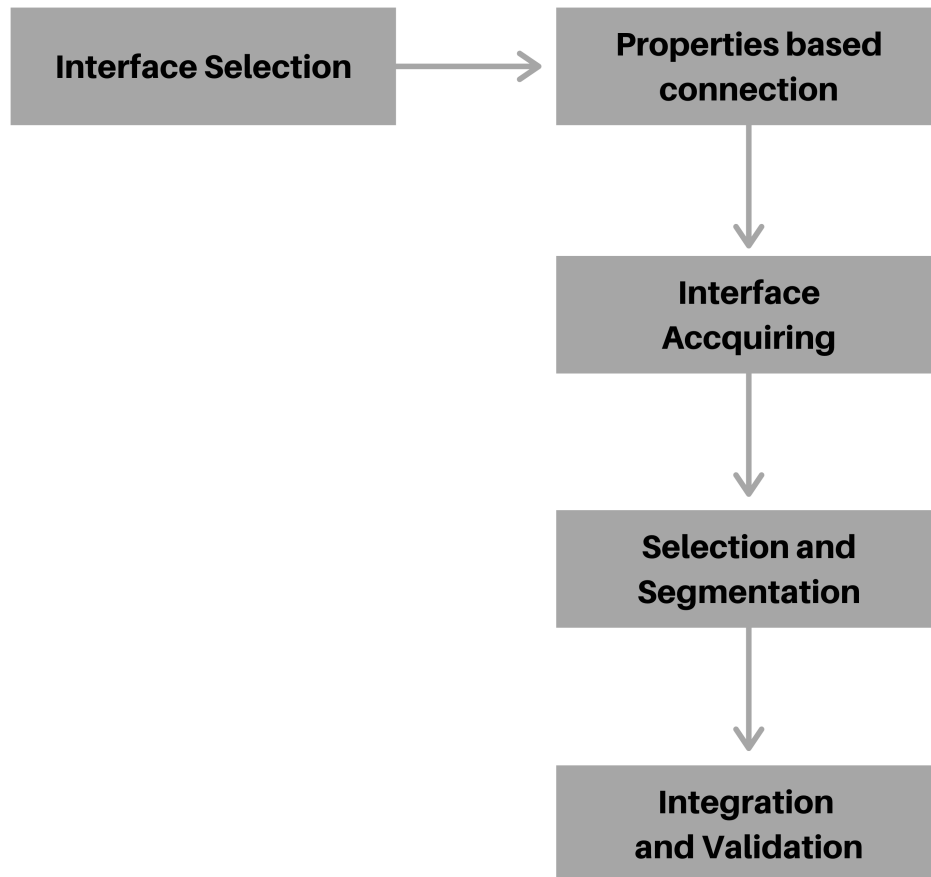 Interface Selection
Properties based
connection
Interface
Accquiring
Selection and
Segmentation
Integration
and Validation